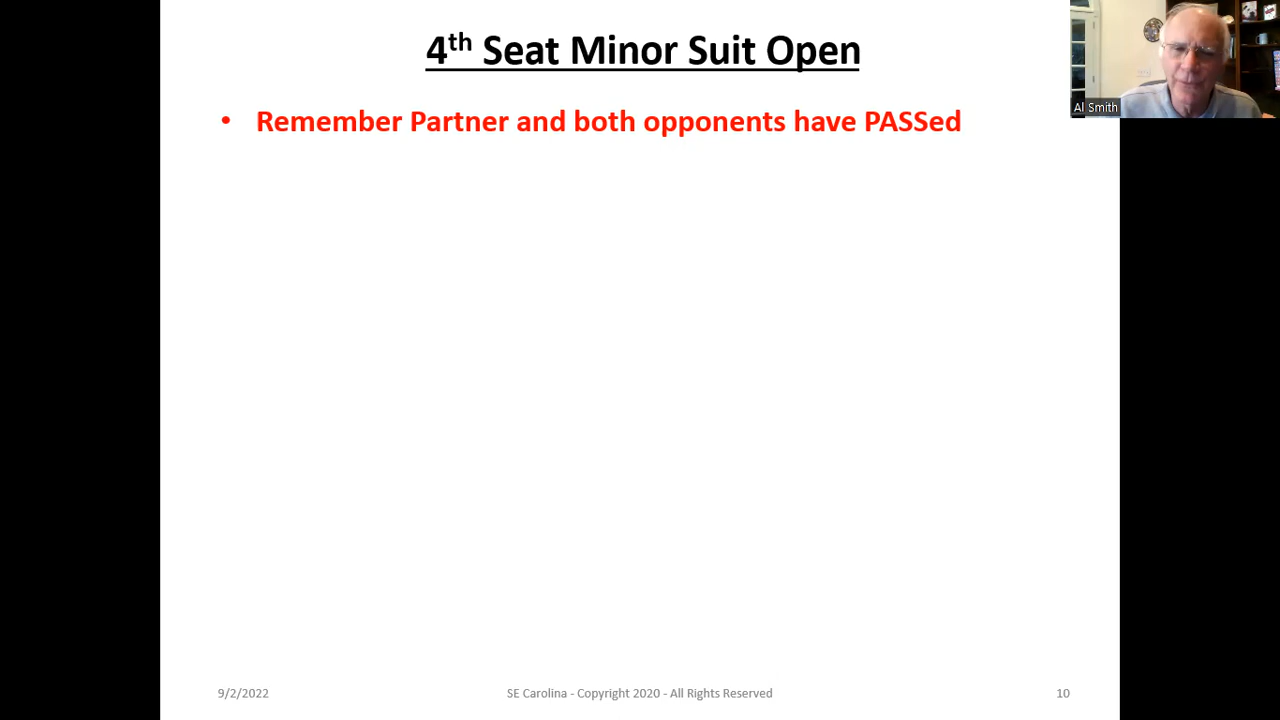 4th Seat Minor Suit Open
• Remember Partner and both opponents have PASSed
Al Smith
9/2/2022
SE Carolina - Copyright 2020 - All Rights Reserved
10